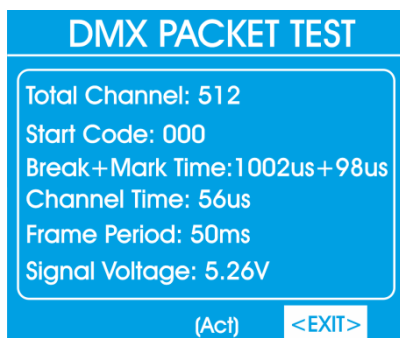 DMX PACKET TEST
Total Channel: 512
Start Code: 000
Break+Mark Time:1002us+98us
Channel Time: 56us
Frame Period: 50ms
Signal Voltage: 5.26V
(Act) <EXIT>